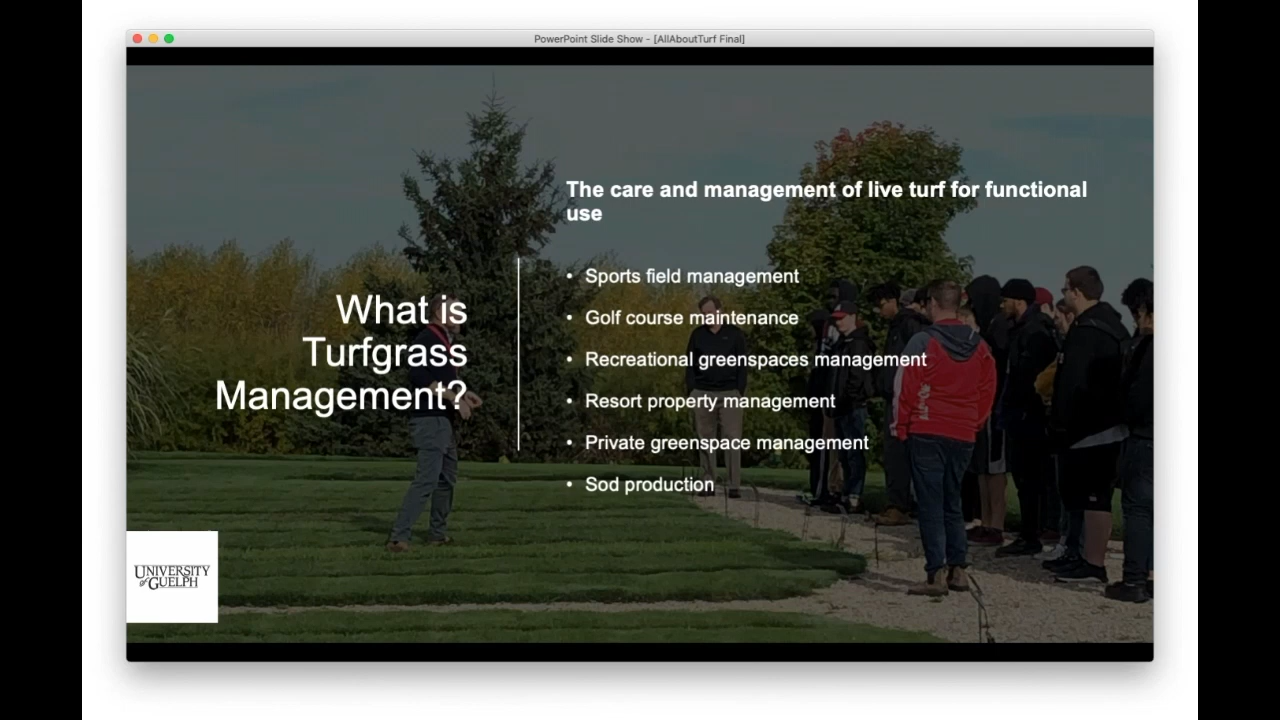 PowerPoint Slide Show - [AllAboutTurf Final]
What is
Turfgrass
Management?
The care and management of live turf for functional
use
• Sports field management
• Golf course maintenance
• Recreational greenspaces management
• Resort property management
• Private greenspace management
• Sod production
UNIVERSITY
of GUELPH